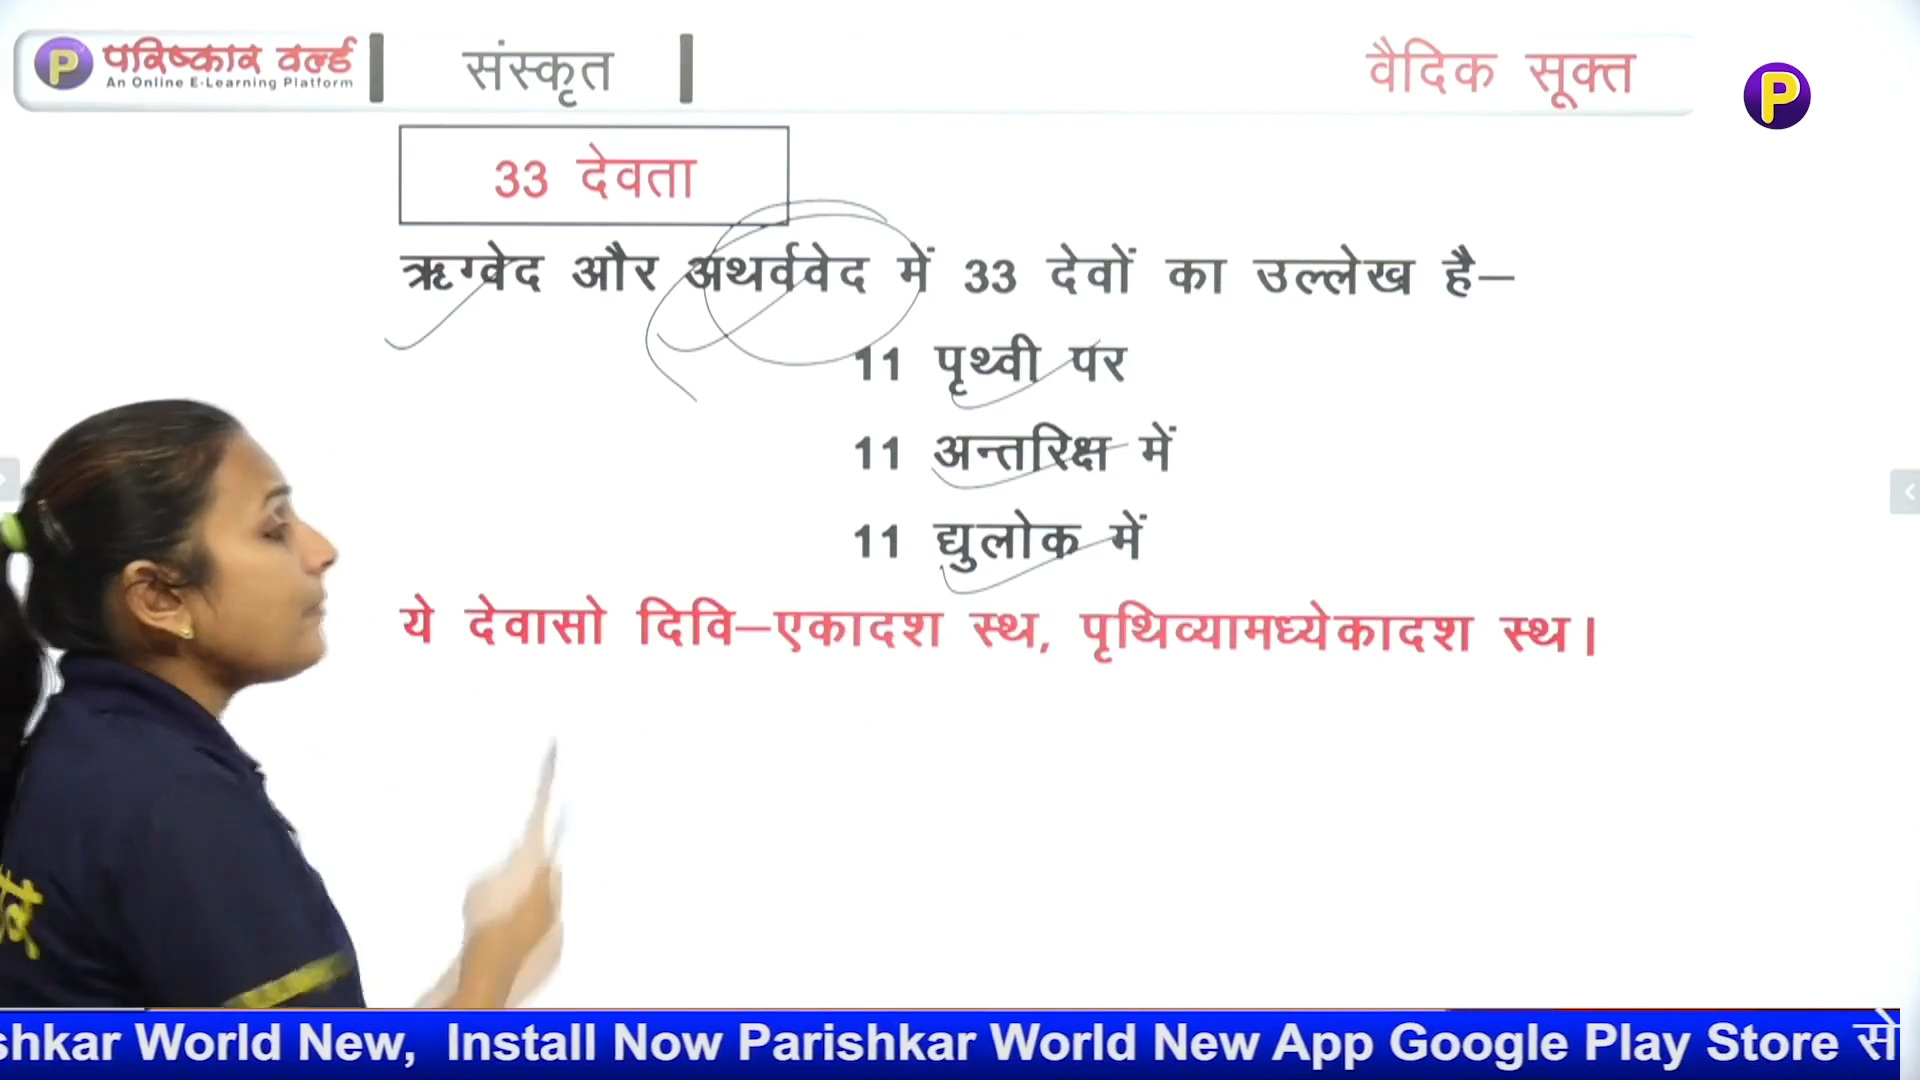 परिष्कार वर्ल्ड
An Online E-Learning Platform
संस्कृत
वैदिक सूक्त
33 देवता
ऋग्वेद और अथर्ववेद में 33 देवों का उल्लेख है—
11 पृथ्वी पर
11 अन्तरिक्ष में
11 द्युलोक में
ये देवासो दिवि—एकादश स्थ, पृथिव्यामध्येकादश स्थ।
shkar World New, Install Now Parishkar World New App Google Play Store से